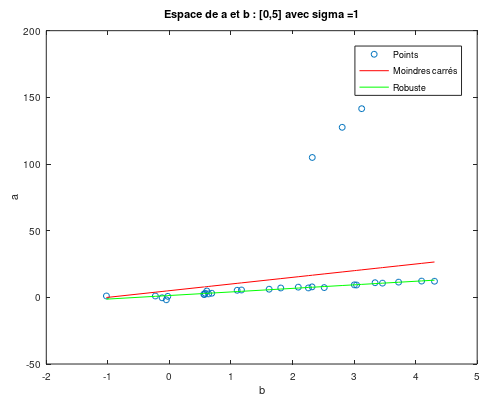 Espace de a et b : [0,5] avec sigma =1
200
150
100
50
0
-50
a
Points
Moindres carrés
Robuste
-2
-1
0
1
2
3
4
5
b